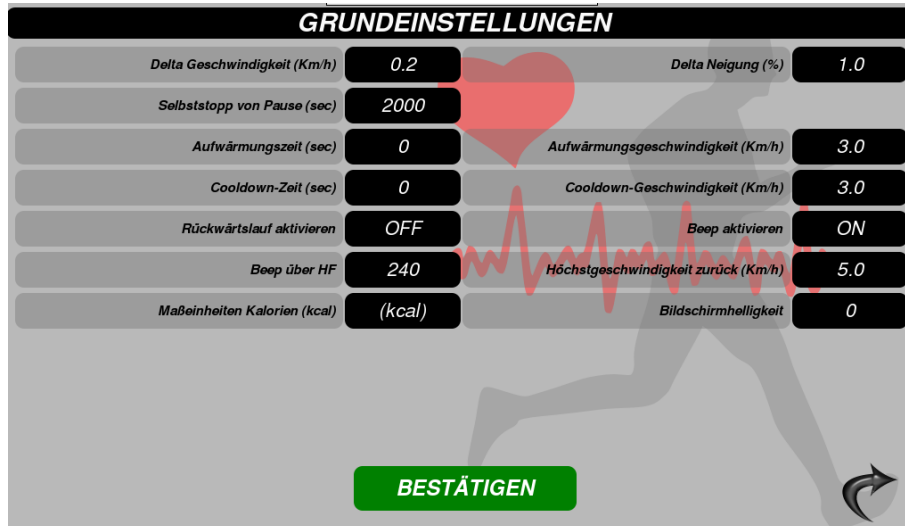 GRUNDEINSTELLUNGEN
Delta Geschwindigkeit (Km/h) 0.2 Delta Neigung (%) 1.0
Selbststopp von Pause (sec) 2000
Aufwärmungszeit (sec) 0 Aufwärmungsgeschwindigkeit (Km/h) 3.0
Cooldown-Zeit (sec) 0 Cooldown-Geschwindigkeit (Km/h) 3.0
Rückwärtslauf aktivieren OFF Beep aktivieren ON
Beep über HF 240 Höchstgeschwindigkeit zurück (Km/h) 5.0
Maßeinheiten Kalorien (kcal) (kcal) Bildschirmhelligkeit 0
BESTÄTIGEN